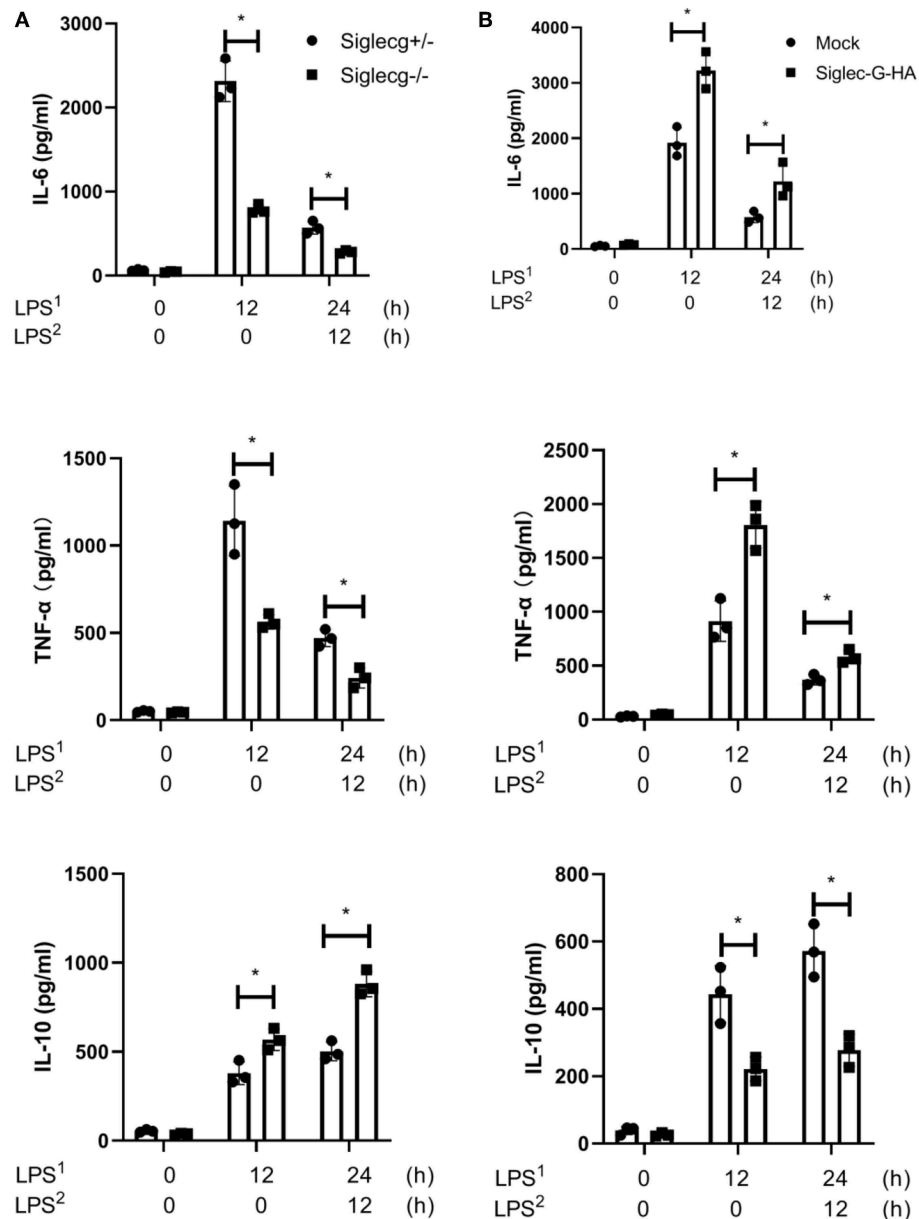 A
B
3000
2000
1000
0
IL-6 (pg/ml)
*
*
Siglecg+/-
Siglecg-/-
LPS1 0 12 24 (h)
LPS2 0 0 12 (h)
4000
3000
2000
1000
0
IL-6 (pg/ml)
*
*
Mock
Siglec-G-HA
LPS1 0 12 24 (h)
LPS2 0 0 12 (h)
1500
1000
500
0
TNF-α (pg/ml)
*
*
LPS1 0 12 24 (h)
LPS2 0 0 12 (h)
2500
2000
1500
1000
500
0
TNF-α (pg/ml)
*
*
LPS1 0 12 24 (h)
LPS2 0 0 12 (h)
1500
1000
500
0
IL-10 (pg/ml)
*
*
LPS1 0 12 24 (h)
LPS2 0 0 12 (h)
800
600
400
200
0
IL-10 (pg/ml)
*
*
LPS1 0 12 24 (h)
LPS2 0 0 12 (h)